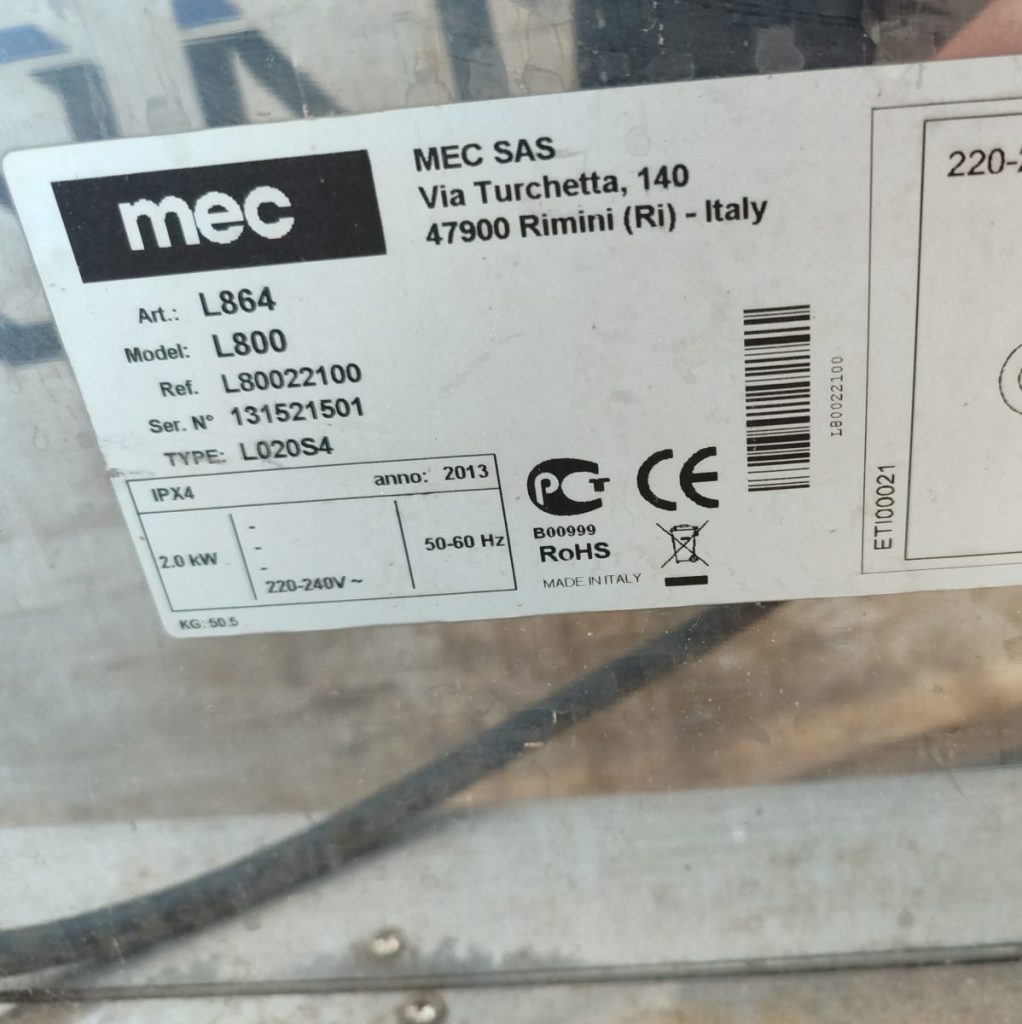 mec
MEC SAS
Via Turchetta, 140
47900 Rimini (Ri) - Italy
Art.: L864
Model: L800
Ref. L80022100
Ser. N° 131521501
TYPE: L020S4
IPX4 anno: 2013
2.0 kW
-
-
-
220-240V ~
50-60 Hz
KG: 50.5
PCT
B00999
RoHS
MADE IN ITALY
CE
L80022100
ETI00021
220-